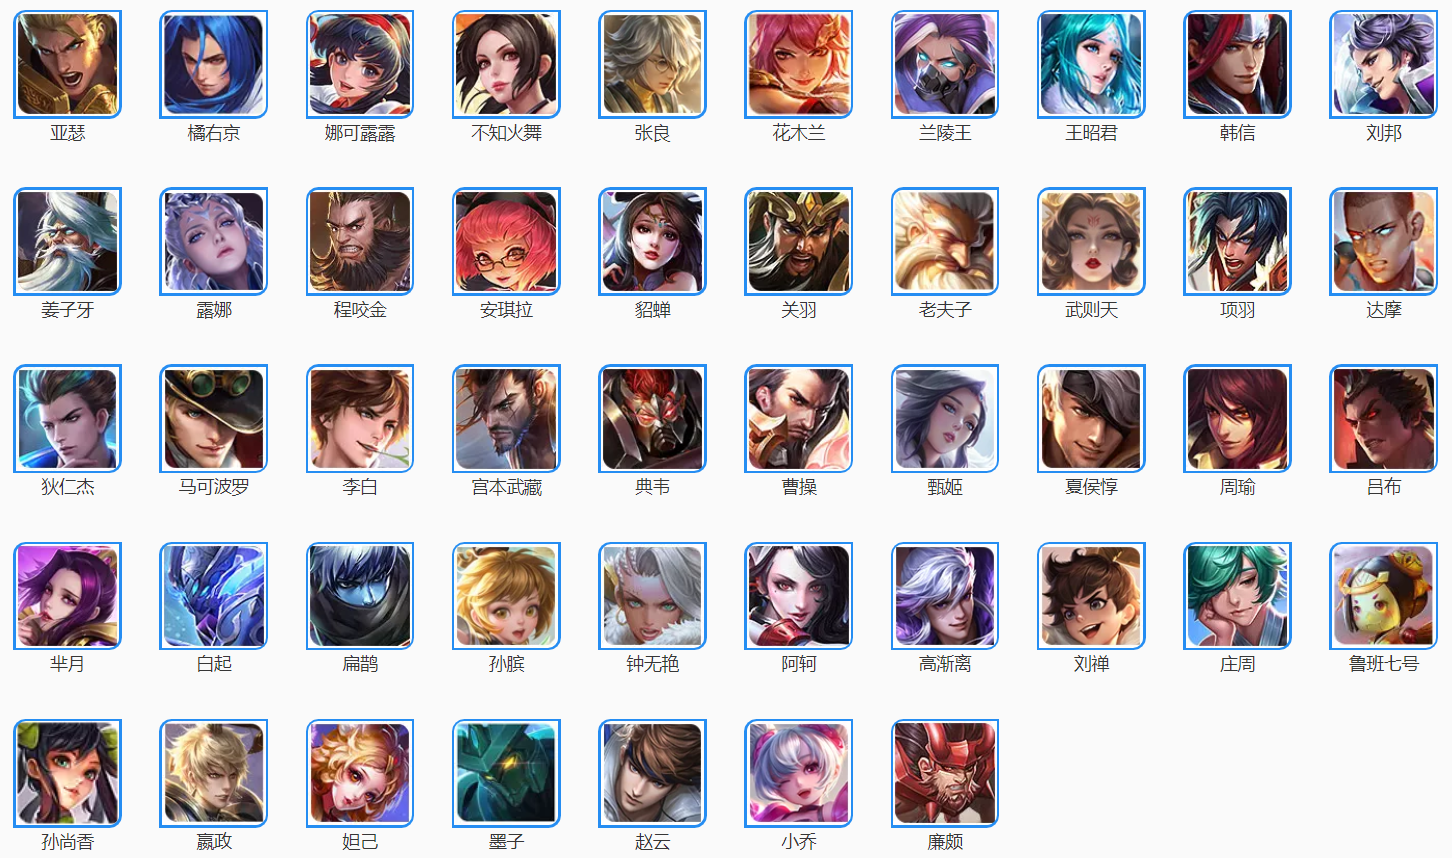 亚瑟
橘右京
娜可露露
不知火舞
张良
花木兰
兰陵王
王昭君
韩信
刘邦
姜子牙
露娜
程咬金
安琪拉
貂蝉
关羽
老夫子
武则天
项羽
达摩
狄仁杰
马可波罗
李白
宫本武藏
典韦
曹操
甄姬
夏侯惇
周瑜
吕布
芈月
白起
扁鹊
孙膑
钟无艳
阿轲
高渐离
刘禅
庄周
鲁班七号
孙尚香
嬴政
妲己
墨子
赵云
小乔
廉颇